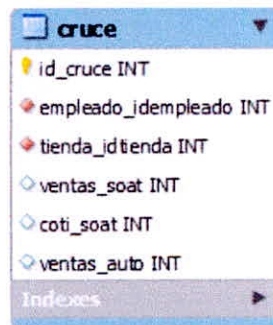 cruce
id_cruce INT
empleado_idempleado INT
tienda_idtienda INT
ventas_soat INT
coti_soat INT
ventas_auto INT
Indexes